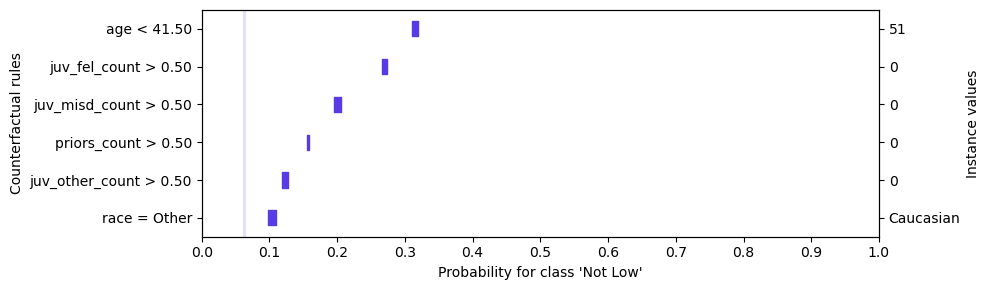 Counterfactual rules
age < 41.50
51
juv_fel_count > 0.50
0
juv_misd_count > 0.50
0
priors_count > 0.50
0
juv_other_count > 0.50
0
race = Other
Caucasian
Instance values
0.0 0.1 0.2 0.3 0.4 0.5 0.6 0.7 0.8 0.9 1.0
Probability for class 'Not Low'